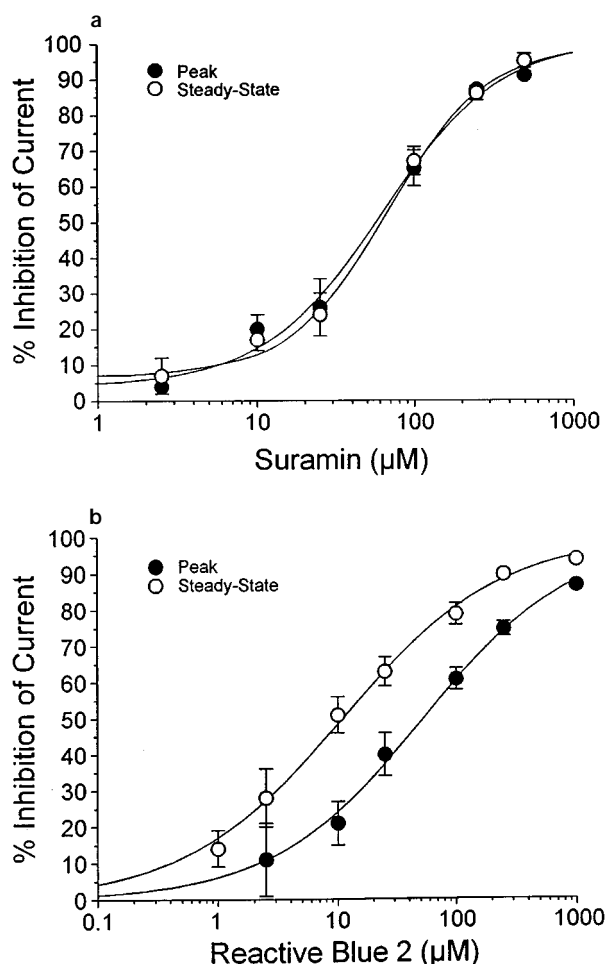 a
100
90
80
70
60
50
40
30
20
10
0
% Inhibition of Current
Peak
Steady-State
1 10 100 1000
Suramin (µM)
b
100
90
80
70
60
50
40
30
20
10
0
% Inhibition of Current
Peak
Steady-State
0.1 1 10 100 1000
Reactive Blue 2 (µM)